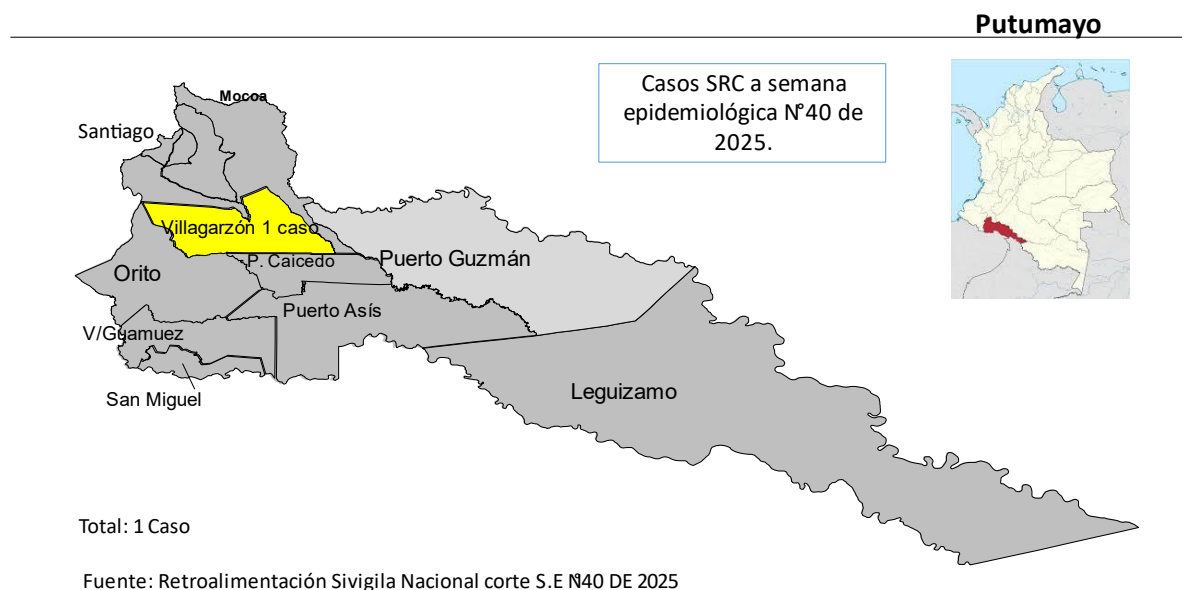 Putumayo
Casos SRC a semana
epidemiológica N°40 de
2025.
Mocoa
Santiago
Villagarzón 1 caso
P. Caicedo
Puerto Guzmán
Orito
Puerto Asís
V/Guamuez
Leguizamo
San Miguel
Total: 1 Caso
Fuente: Retroalimentación Sivigila Nacional corte S.E N°40 DE 2025